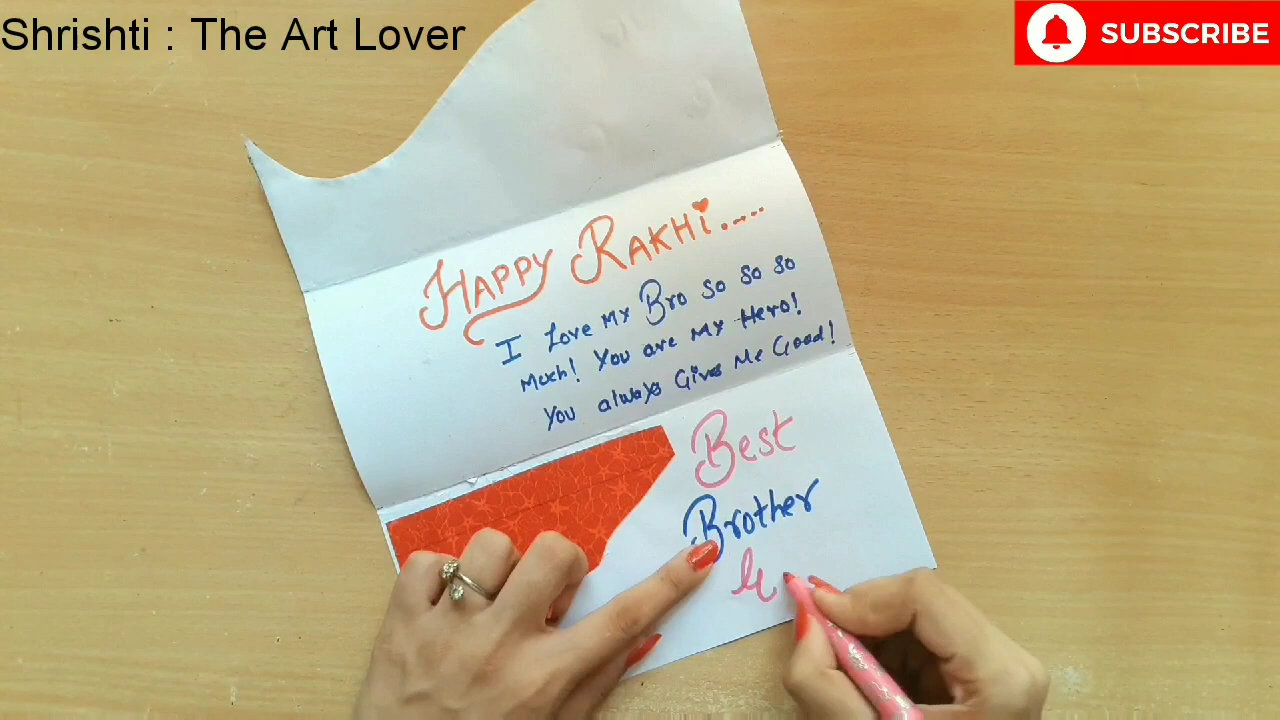 Shrishti : The Art Lover
SUBSCRIBE
HAPPY RAKHi.....
I Love My Bro so so so
Much! You are My Hero!
You always Gives Me Good!
Best
Brother